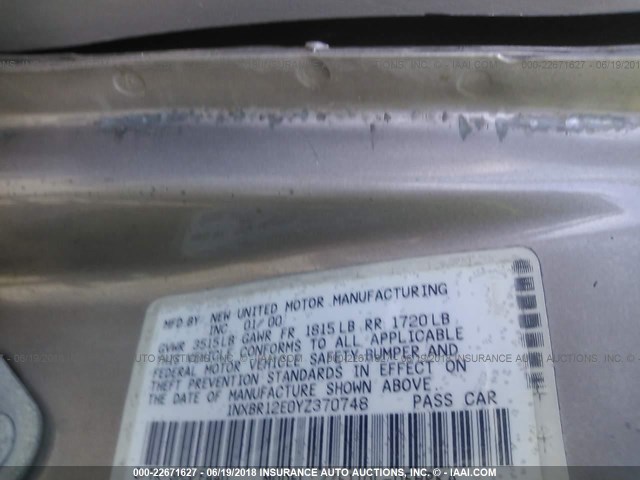 MFD.BY: NEW UNITED MOTOR MANUFACTURING
INC 01/00
GVWR 3515LB GAWR FR 1815LB RR 1720LB
VEHICLE CONFORMS TO ALL APPLICABLE
FEDERAL MOTOR VEHICLE SAFETY,BUMPER,AND
THEFT PREVENTION STANDARDS IN EFFECT ON
THE DATE OF MANUFACTURE SHOWN ABOVE
1NXBR12E0YZ370748 PASS CAR
000-22671627 - 06/19/2018 INSURANCE AUTO AUCTIONS, INC. - © - IAAI.COM